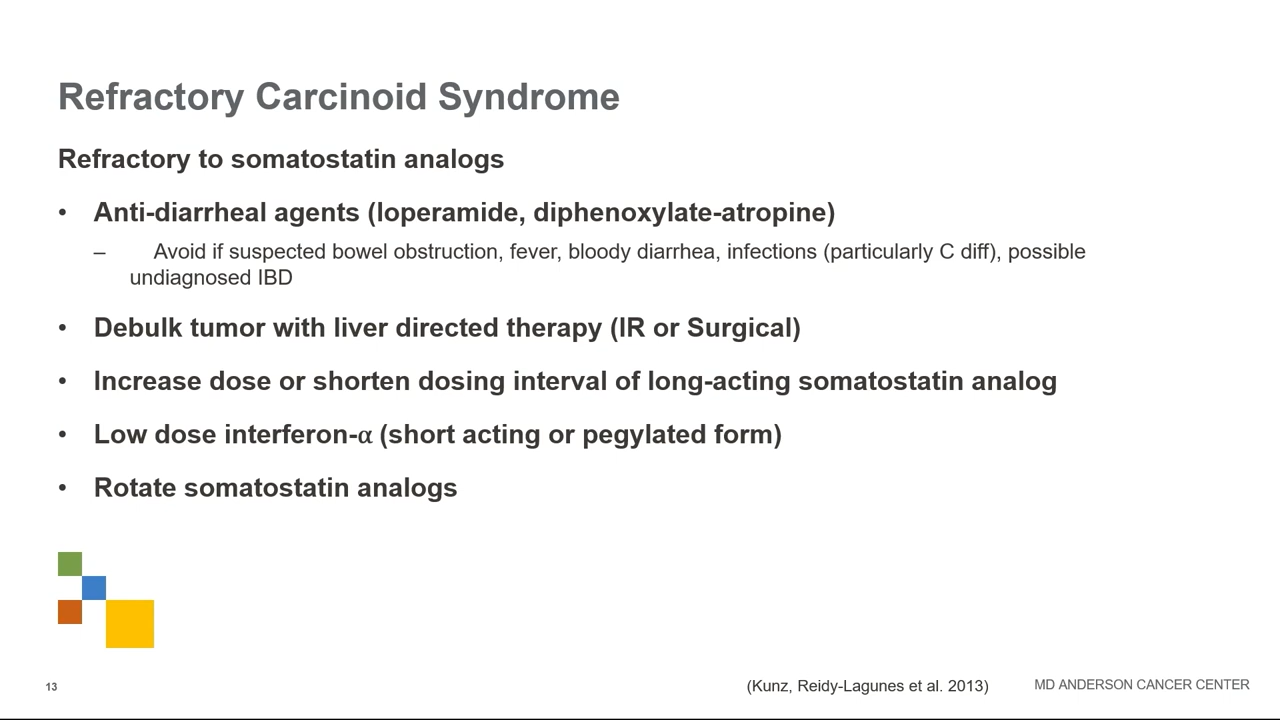 Refractory Carcinoid Syndrome
Refractory to somatostatin analogs
• Anti-diarrheal agents (loperamide, diphenoxylate-atropine)
– Avoid if suspected bowel obstruction, fever, bloody diarrhea, infections (particularly C diff), possible
undiagnosed IBD
• Debulk tumor with liver directed therapy (IR or Surgical)
• Increase dose or shorten dosing interval of long-acting somatostatin analog
• Low dose interferon-α (short acting or pegylated form)
• Rotate somatostatin analogs
13
(Kunz, Reidy-Lagunes et al. 2013)
MD ANDERSON CANCER CENTER